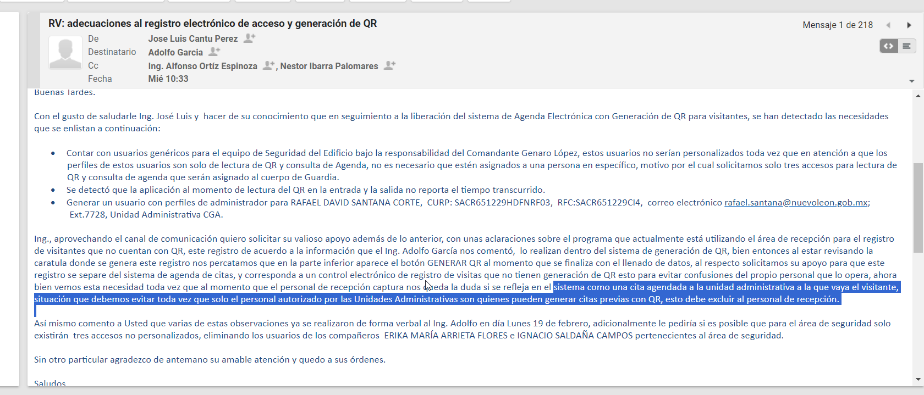 RV: adecuaciones al registro electrónico de acceso y generación de QR
Mensaje 1 de 218
De Jose Luis Cantu Perez
Destinatario Adolfo Garcia
Cc Ing. Alfonso Ortíz Espinoza , Nestor Ibarra Palomares
Fecha Mié 10:33
Buenas Tardes.
Con el gusto de saludarle Ing. José Luis y hacer de su conocimiento que en seguimiento a la liberación del sistema de Agenda Electrónica con Generación de QR para visitantes, se han detectado las necesidades
que se enlistan a continuación:
• Contar con usuarios genéricos para el equipo de Seguridad del Edificio bajo la responsabilidad del Comandante Genaro López, estos usuarios no serían personalizados toda vez que en atención a que los
perfiles de estos usuarios son solo de lectura de QR y consulta de Agenda, no es necesario que estén asignados a una persona en específico, motivo por el cual solicitamos solo tres accesos para lectura de
QR y consulta de agenda que serán asignado al cuerpo de Guardia.
• Se detectó que la aplicación al momento de lectura del QR en la entrada y la salida no reporta el tiempo transcurrido.
• Generar un usuario con perfiles de administrador para RAFAEL DAVID SANTANA CORTE, CURP: SACR651229HDFNRF03, RFC:SACR651229CI4, correo electrónico rafael.santana@nuevoleon.gob.mx;
Ext.7728, Unidad Administrativa CGA.
Ing., aprovechando el canal de comunicación quiero solicitar su valioso apoyo además de lo anterior, con unas aclaraciones sobre el programa que actualmente está utilizando el área de recepción para el registro
de visitantes que no cuentan con QR, este registro de acuerdo a la información que el Ing. Adolfo García nos comentó, lo realizan dentro del sistema de generación de QR, bien entonces al estar revisando la
caratula donde se genera este registro nos percatamos que en la parte inferior aparece el botón GENERAR QR al momento que se finaliza con el llenado de datos, al respecto solicitamos su apoyo para que este
registro se separe del sistema de agenda de citas, y corresponda a un control electrónico de registro de visitas que no tienen generación de QR esto para evitar confusiones del propio personal que lo opera, ahora
bien vemos esta necesidad toda vez que al momento que el personal de recepción captura nos queda la duda si se refleja en el sistema como una cita agendada a la unidad administrativa a la que vaya el visitante,
situación que debemos evitar toda vez que solo el personal autorizado por las Unidades Administrativas son quienes pueden generar citas previas con QR, esto debe excluir al personal de recepción.
Así mismo comento a Usted que varias de estas observaciones ya se realizaron de forma verbal al Ing. Adolfo en día Lunes 19 de febrero, adicionalmente le pediría si es posible que para el área de seguridad solo
existirán tres accesos no personalizados, eliminando los usuarios de los compañeros ERIKA MARÍA ARRIETA FLORES e IGNACIO SALDAÑA CAMPOS pertenecientes al área de seguridad.
Sin otro particular agradezco de antemano su amable atención y quedo a sus órdenes.
Saludos